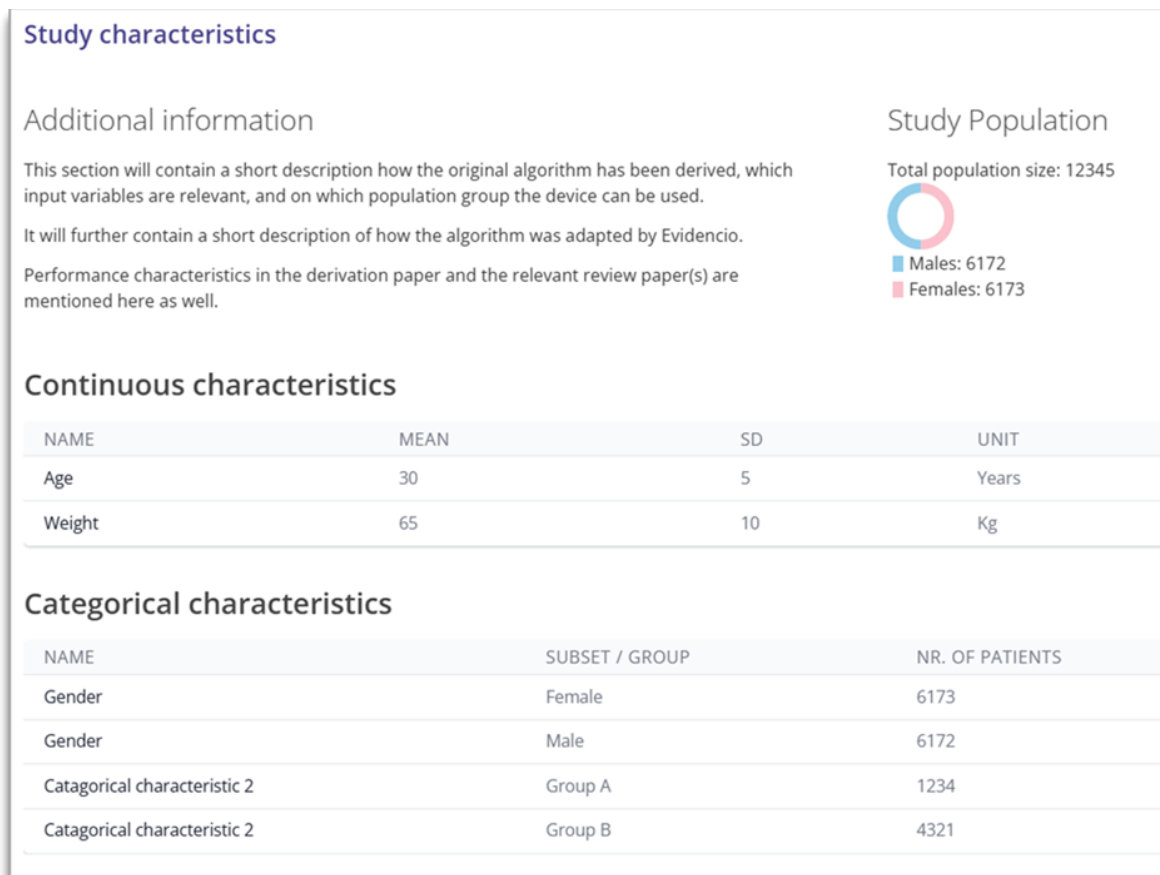 Study characteristics
Additional information
This section will contain a short description how the original algorithm has been derived, which
input variables are relevant, and on which population group the device can be used.
It will further contain a short description of how the algorithm was adapted by Evidencio.
Performance characteristics in the derivation paper and the relevant review paper(s) are
mentioned here as well.
Study Population
Total population size: 12345
Males: 6172
Females: 6173
Continuous characteristics
NAME MEAN SD UNIT
Age 30 5 Years
Weight 65 10 Kg
Categorical characteristics
NAME SUBSET / GROUP NR. OF PATIENTS
Gender Female 6173
Gender Male 6172
Catagorical characteristic 2 Group A 1234
Catagorical characteristic 2 Group B 4321